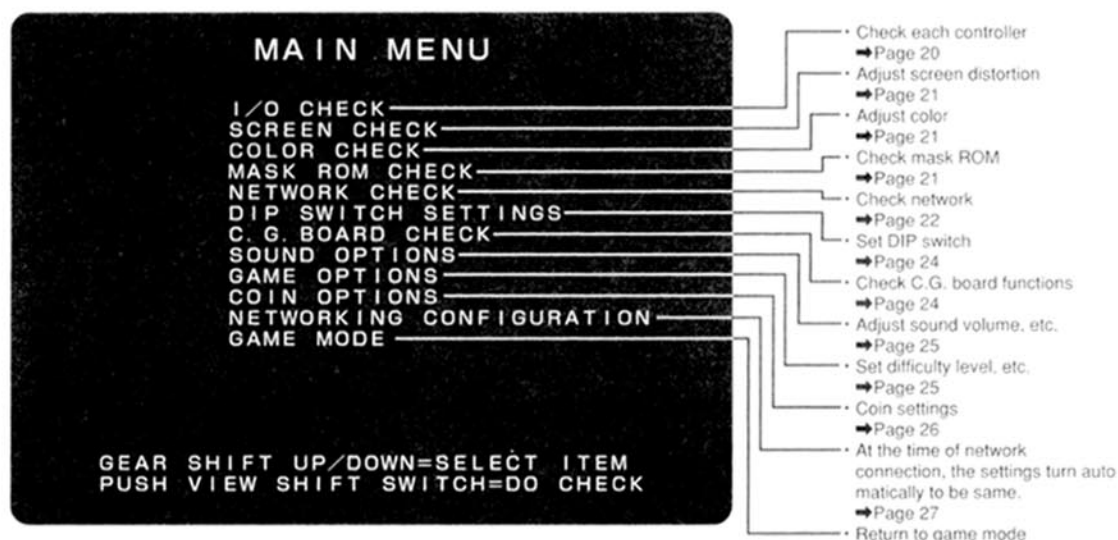 MAIN MENU
I/O CHECK
SCREEN CHECK
COLOR CHECK
MASK ROM CHECK
NETWORK CHECK
DIP SWITCH SETTINGS
C.G. BOARD CHECK
SOUND OPTIONS
GAME OPTIONS
COIN OPTIONS
NETWORKING CONFIGURATION
GAME MODE
GEAR SHIFT UP/DOWN=SELECT ITEM
PUSH VIEW SHIFT SWITCH=DO CHECK
· Check each controller
➡Page 20
· Adjust screen distortion
➡Page 21
· Adjust color
➡Page 21
· Check mask ROM
➡Page 21
· Check network
➡Page 22
· Set DIP switch
➡Page 24
· Check C.G. board functions
➡Page 24
· Adjust sound volume, etc.
➡Page 25
· Set difficulty level, etc.
➡Page 25
· Coin settings
➡Page 26
· At the time of network
connection, the settings turn auto
matically to be same.
➡Page 27
· Return to game mode